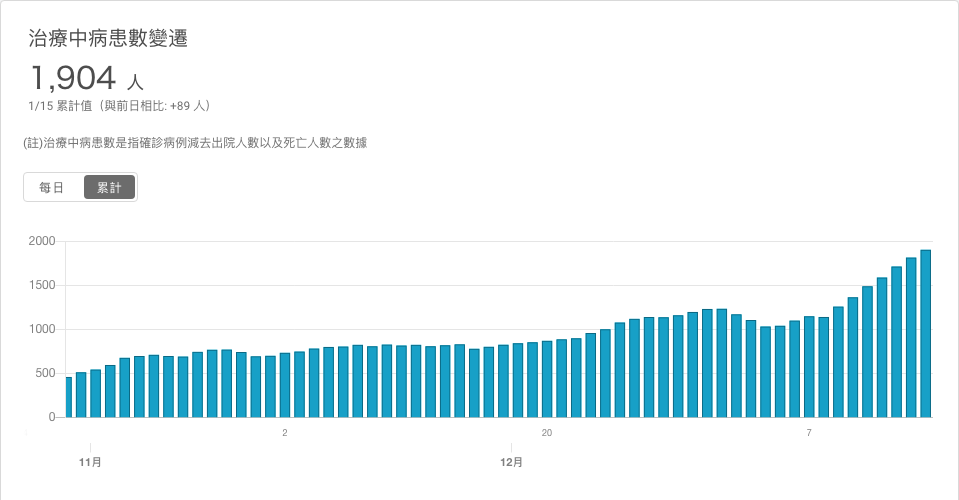 治療中病患數變遷
1,904 人
1/15 累計值（與前日相比: +89 人）
(註)治療中病患數是指確診病例減去出院人數以及死亡人數之數據
每日 累計
2000
1500
1000
500
0
2 20 7
11月 12月